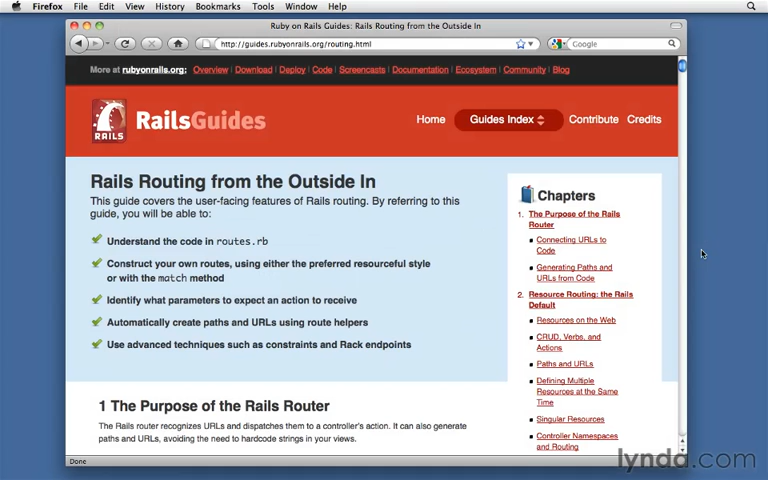 Firefox File Edit View History Bookmarks Tools Window Help
Ruby on Rails Guides: Rails Routing from the Outside In
http://guides.rubyonrails.org/routing.html
Google
More at rubyonrails.org: Overview | Download | Deploy | Code | Screencasts | Documentation | Ecosystem | Community | Blog
RAILS
RailsGuides
Home Guides Index Contribute Credits
Rails Routing from the Outside In
This guide covers the user-facing features of Rails routing. By referring to this
guide, you will be able to:
Understand the code in routes.rb
Construct your own routes, using either the preferred resourceful style
or with the match method
Identify what parameters to expect an action to receive
Automatically create paths and URLs using route helpers
Use advanced techniques such as constraints and Rack endpoints
Chapters
1. The Purpose of the Rails
Router
Connecting URLs to
Code
Generating Paths and
URLs from Code
2. Resource Routing: the Rails
Default
Resources on the Web
CRUD, Verbs, and
Actions
Paths and URLs
Defining Multiple
Resources at the Same
Time
Singular Resources
Controller Namespaces
and Routing
1 The Purpose of the Rails Router
The Rails router recognizes URLs and dispatches them to a controller's action. It can also generate
paths and URLs, avoiding the need to hardcode strings in your views.
Done
lynda.com